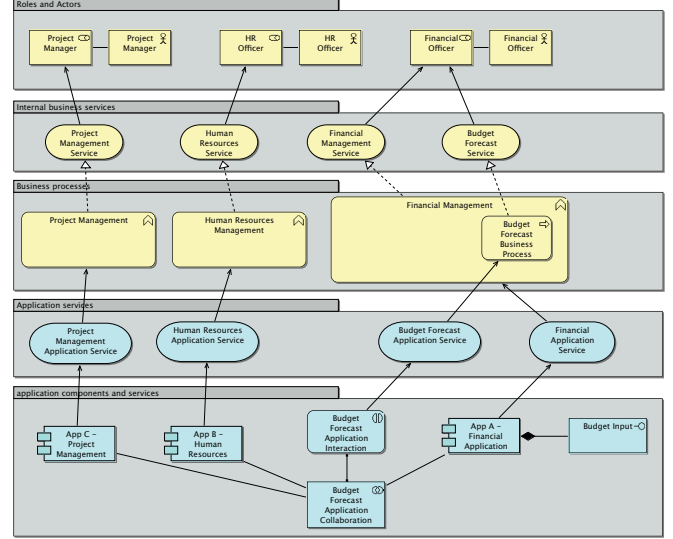 Roles and Actors
Project
Manager
Project
Manager
HR
Officer
HR
Officer
Financial
Officer
Financial
Officer
Internal business services
Project
Management
Service
Human
Resources
Service
Financial
Management
Service
Budget
Forecast
Service
Business processes
Project Management
Human Resources
Management
Financial Management
Budget
Forecast
Business
Process
Application services
Project
Management
Application Service
Human Resources
Application Service
Budget Forecast
Application Service
Financial
Application
Service
application components and services
App C –
Project
Management
App B –
Human
Resources
Budget
Forecast
Application
Interaction
App A –
Financial
Application
Budget Input
Budget
Forecast
Application
Collaboration